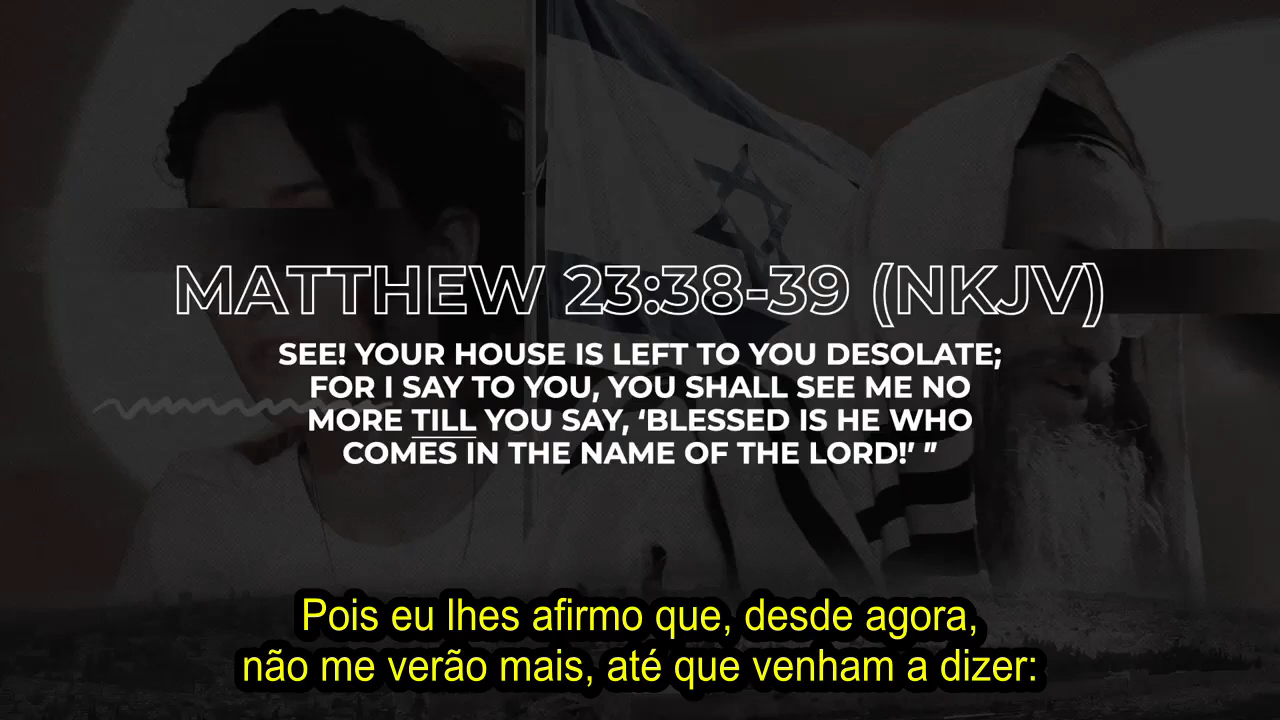 MATTHEW 23:38-39 (NKJV)
SEE! YOUR HOUSE IS LEFT TO YOU DESOLATE;
FOR I SAY TO YOU, YOU SHALL SEE ME NO
MORE TILL YOU SAY, ‘BLESSED IS HE WHO
COMES IN THE NAME OF THE LORD!’ ”
Pois eu lhes afirmo que, desde agora,
não me verão mais, até que venham a dizer: